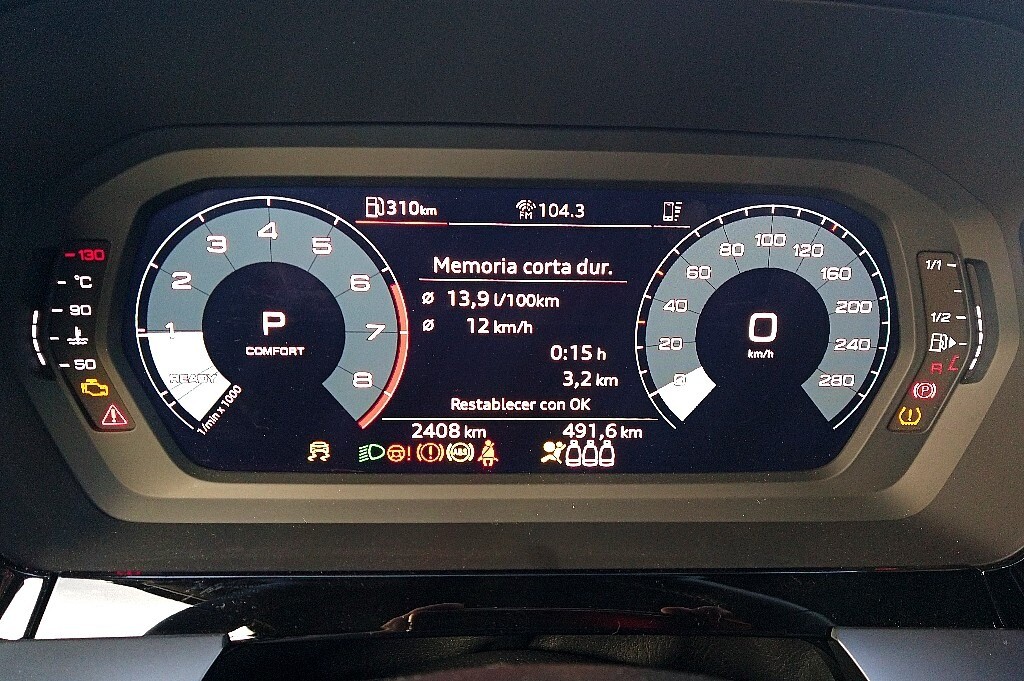 310km
FM 104.3
Memoria corta dur.
ø 13,9 l/100km
ø 12 km/h
0:15 h
3,2 km
Restablecer con OK
2408 km 491,6 km
READY
1
2
3
4
5
6
7
8
1/min x 1000
P
COMFORT
0
20
40
60
80
100
120
160
200
240
280
0
km/h
130
°C
90
50
1/1
1/2
R
(P)
ABS